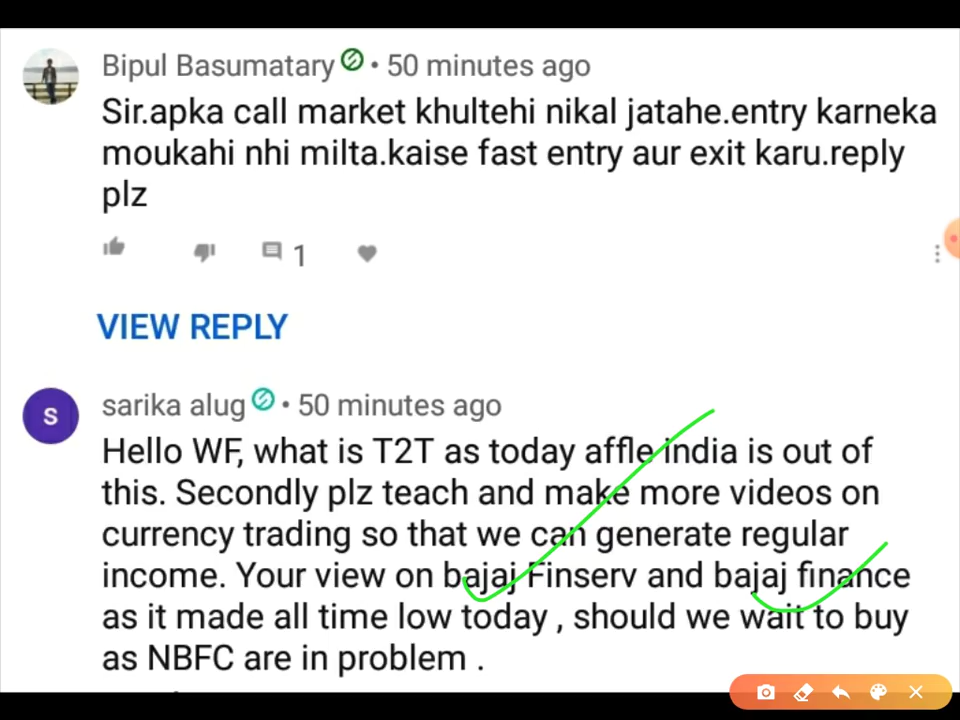 Bipul Basumatary • 50 minutes ago
Sir.apka call market khultehi nikal jatahe.entry karneka
moukahi nhi milta.kaise fast entry aur exit karu.reply
plz
1
VIEW REPLY
S
sarika alug • 50 minutes ago
Hello WF, what is T2T as today affle india is out of
this. Secondly plz teach and make more videos on
currency trading so that we can generate regular
income. Your view on bajaj Finserv and bajaj finance
as it made all time low today , should we wait to buy
as NBFC are in problem .